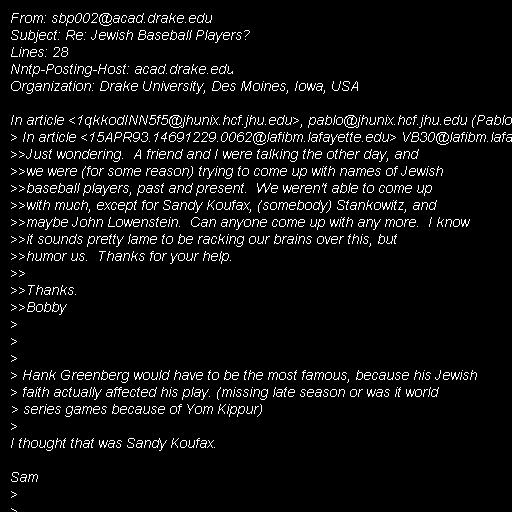 From: sbp002@acad.drake.edu
Subject: Re: Jewish Baseball Players?
Lines: 28
Nntp-Posting-Host: acad.drake.edu
Organization: Drake University, Des Moines, Iowa, USA

In article <1qkkodINN5f5@jhunix.hcf.jhu.edu>, pablo@jhunix.hcf.jhu.edu (Pablo
> In article <15APR93.14691229.0062@lafibm.lafayette.edu> VB30@lafibm.lafa
>>Just wondering.  A friend and I were talking the other day, and
>>we were (for some reason) trying to come up with names of Jewish
>>baseball players, past and present.  We weren't able to come up
>>with much, except for Sandy Koufax, (somebody) Stankowitz, and
>>maybe John Lowenstein.  Can anyone come up with any more.  I know
>>it sounds pretty lame to be racking our brains over this, but
>>humor us.  Thanks for your help.
>>
>>Thanks.
>>Bobby
>
>
>
> Hank Greenberg would have to be the most famous, because his Jewish
> faith actually affected his play. (missing late season or was it world
> series games because of Yom Kippur)
>
I thought that was Sandy Koufax.

Sam
>
>